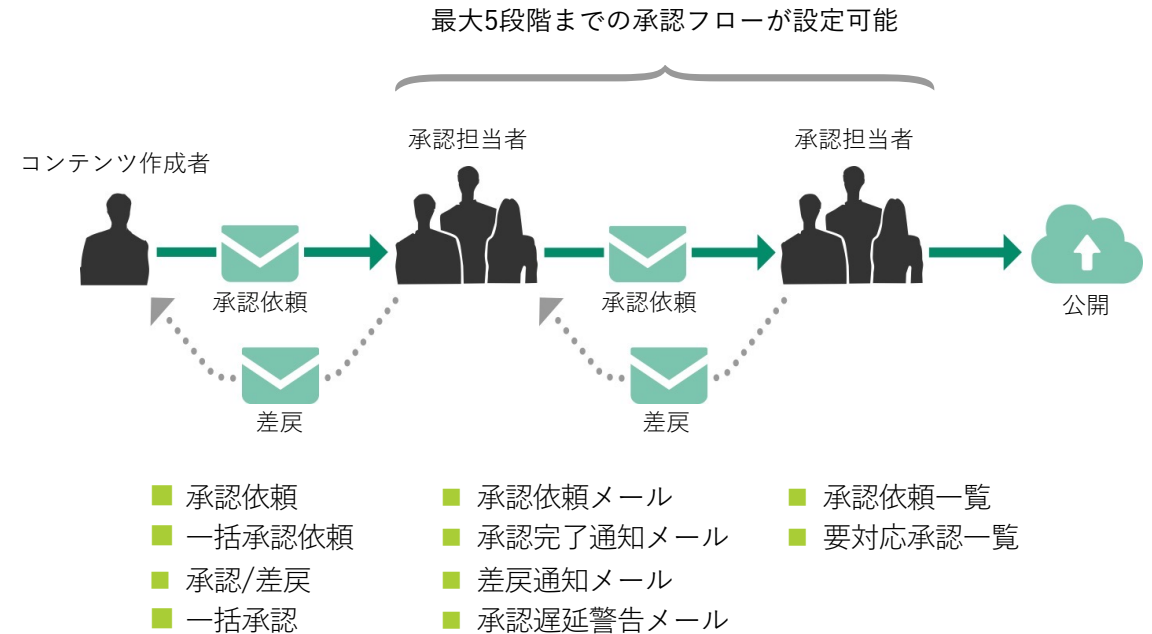 最大5段階までの承認フローが設定可能
コンテンツ作成者
承認担当者
承認担当者
承認依頼
承認依頼
公開
差戻
差戻
承認依頼
一括承認依頼
承認/差戻
一括承認
承認依頼メール
承認完了通知メール
差戻通知メール
承認遅延警告メール
承認依頼一覧
要対応承認一覧